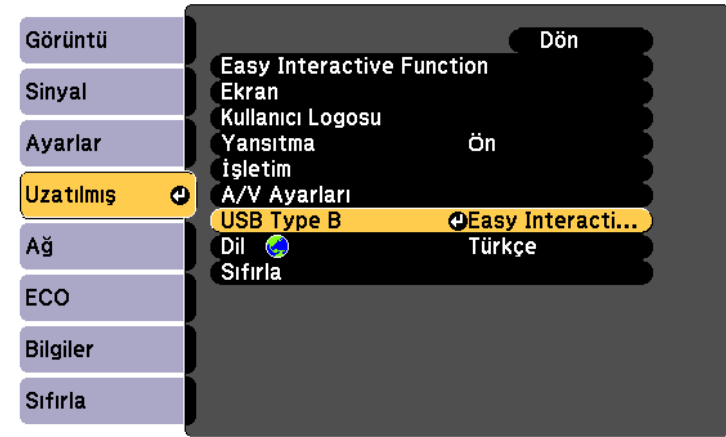 Görüntü
Sinyal
Ayarlar
Uzatılmış
Ağ
ECO
Bilgiler
Sıfırla
Dön
Easy Interactive Function
Ekran
Kullanıcı Logosu
Yansıtma Ön
İşletim
A/V Ayarları
USB Type B Easy Interacti...
Dil Türkçe
Sıfırla